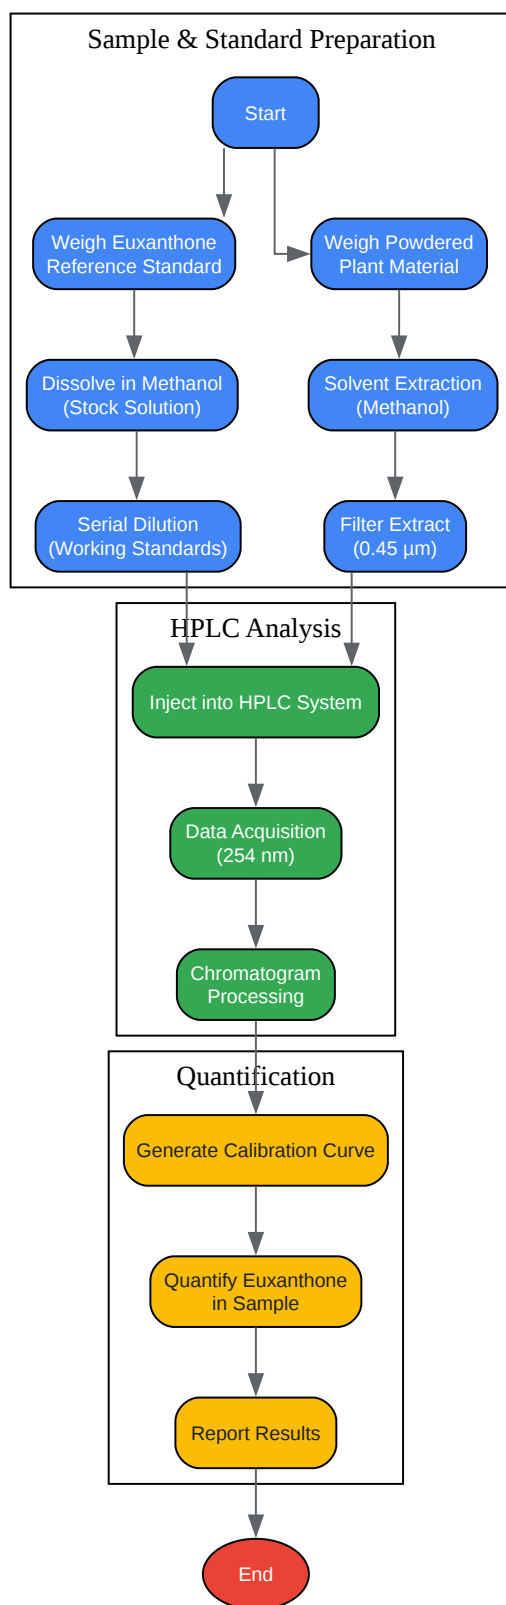 Sample & Standard Preparation
Start
Weigh Euxanthone
Reference Standard
Weigh Powdered
Plant Material
Dissolve in Methanol
(Stock Solution)
Solvent Extraction
(Methanol)
Serial Dilution
(Working Standards)
Filter Extract
(0.45 µm)
HPLC Analysis
Inject into HPLC System
Data Acquisition
(254 nm)
Chromatogram
Processing
Quantification
Generate Calibration Curve
Quantify Euxanthone
in Sample
Report Results
End